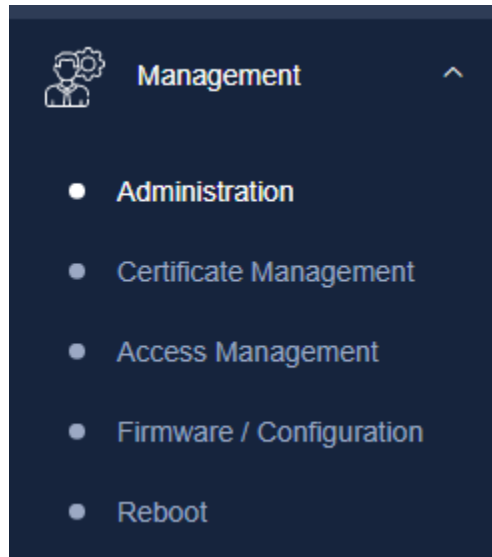 Management
Administration
Certificate Management
Access Management
Firmware / Configuration
Reboot